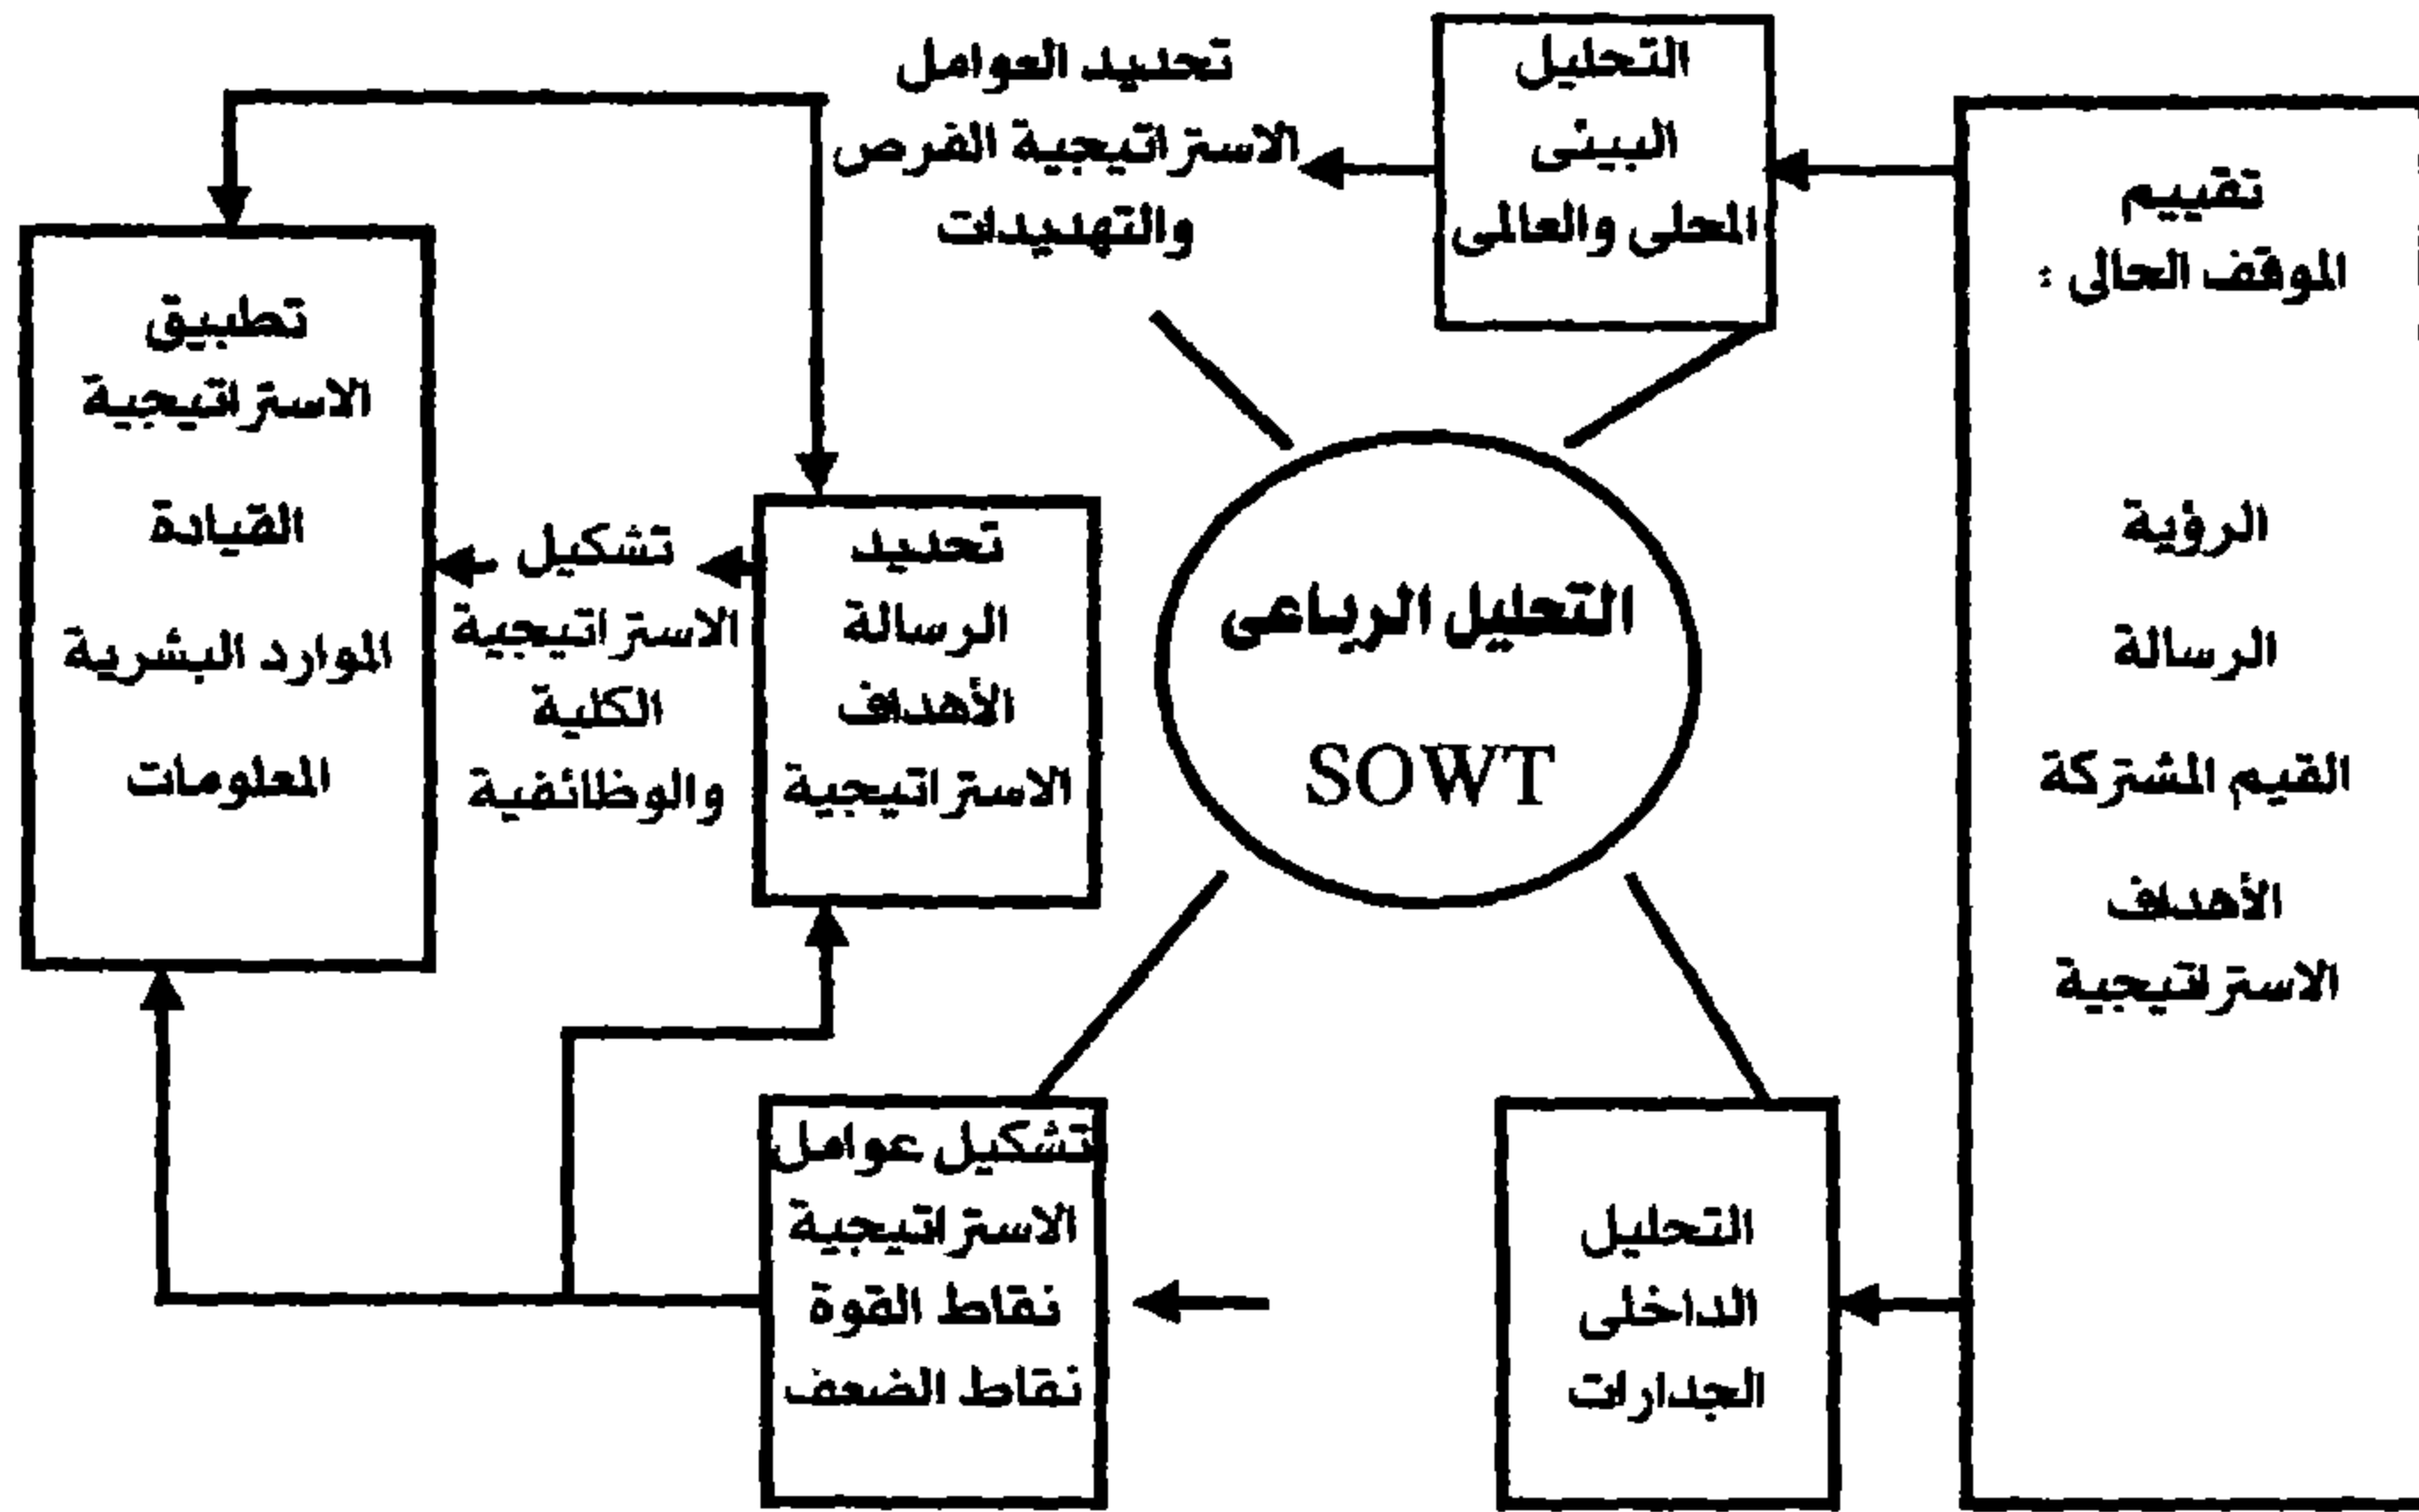 تقييم
الموقف الحالى :
الرؤية
الرسالة
القيم المشتركة
الأهداف
الاستراتيجية
التحليل
البيئى
المحلى والعالمى
تحديد العوامل
الاستراتيجية الفرص
والتهديدات
التحليل الرباعى
SOWT
التحليل
الداخلى
الجدارات
تشكيل عوامل
الاستراتيجية
نقاط القوة
نقاط الضعف
تحديد
الرسالة
الأهداف
الاستراتيجية
تشكيل
الاستراتيجية
الكلية
والوظائفية
تطبيق
الاستراتيجية
القيادة
الموارد البشرية
المعلومات